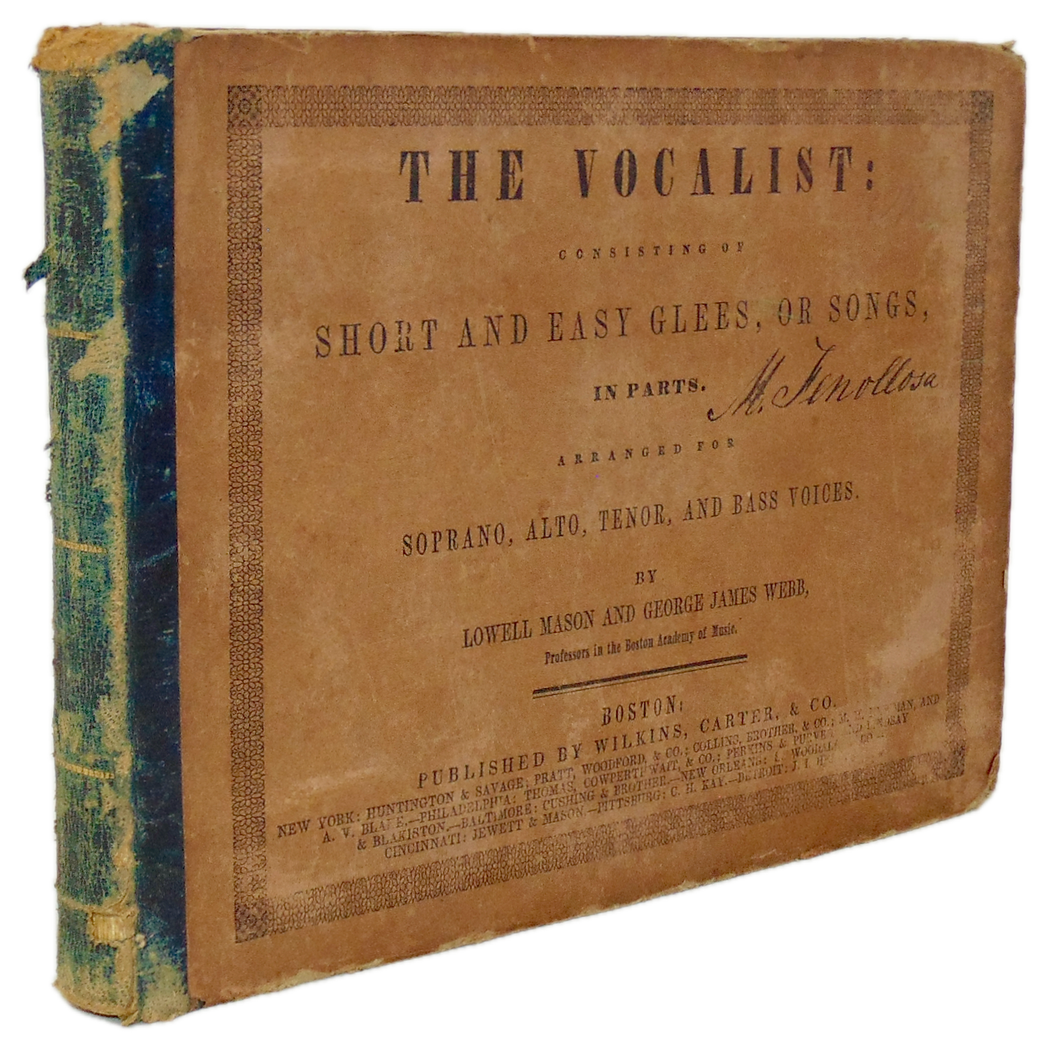 THE VOCALIST:
CONSISTING OF
SHORT AND EASY GLEES, OR SONGS,
IN PARTS.
M. Fenollosa
ARRANGED FOR
SOPRANO, ALTO, TENOR, AND BASS VOICES.
BY
LOWELL MASON AND GEORGE JAMES WEBB,
Professors in the Boston Academy of Music.
BOSTON:
PUBLISHED BY WILKINS, CARTER, & CO.
NEW YORK: HUNTINGTON & SAVAGE; PRATT, WOODFORD, & CO.; COLLINS, BROTHER, & CO.; AND
A. V. —PHILADELPHIA: THOMAS, COWPERTHWAIT, & CO.; PERKINS &
& BLAKISTON.—BALTIMORE: CUSHING & BROTHER.—NEW ORLEANS:
CINCINNATI: JEWETT & MASON.—PITTSBURG: C. H. KAY.—DETROIT: